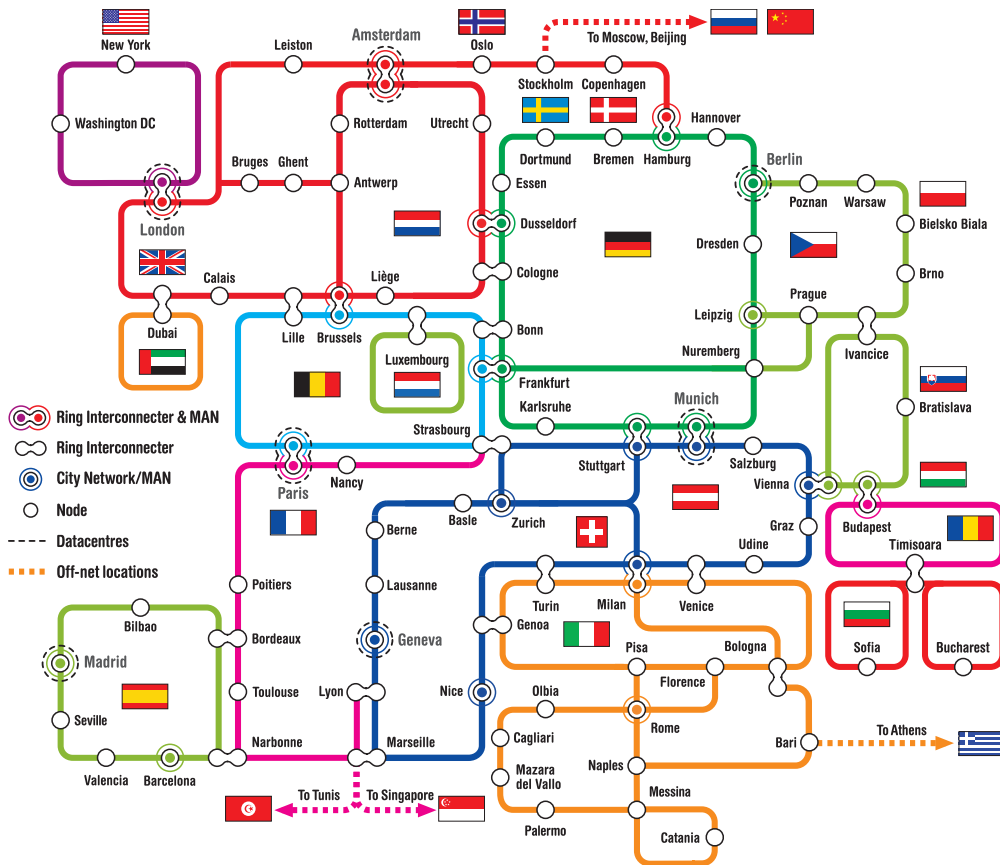 New York
Leiston
Amsterdam
Oslo
To Moscow, Beijing
Stockholm
Copenhagen
Washington DC
Rotterdam
Utrecht
Dortmund
Bremen
Hamburg
Hannover
Berlin
Bruges
Ghent
Antwerp
Essen
Poznan
Warsaw
London
Dusseldorf
Bielsko Biala
Dresden
Calais
Liège
Cologne
Brno
Dubai
Lille
Brussels
Bonn
Leipzig
Prague
Luxembourg
Nuremberg
Ivancice
Frankfurt
Karlsruhe
Munich
Bratislava
Ring Interconnecter & MAN
Ring Interconnecter
City Network/MAN
Node
Datacentres
Off-net locations
Strasbourg
Stuttgart
Salzburg
Paris
Nancy
Vienna
Basle
Zurich
Graz
Budapest
Berne
Udine
Timisoara
Poitiers
Lausanne
Turin
Milan
Venice
Bilbao
Genoa
Bordeaux
Geneva
Pisa
Bologna
Sofia
Bucharest
Madrid
Florence
Toulouse
Lyon
Nice
Olbia
Seville
Rome
To Athens
Narbonne
Marseille
Cagliari
Bari
Valencia
Barcelona
Naples
Mazara
del Vallo
To Tunis
To Singapore
Messina
Palermo
Catania